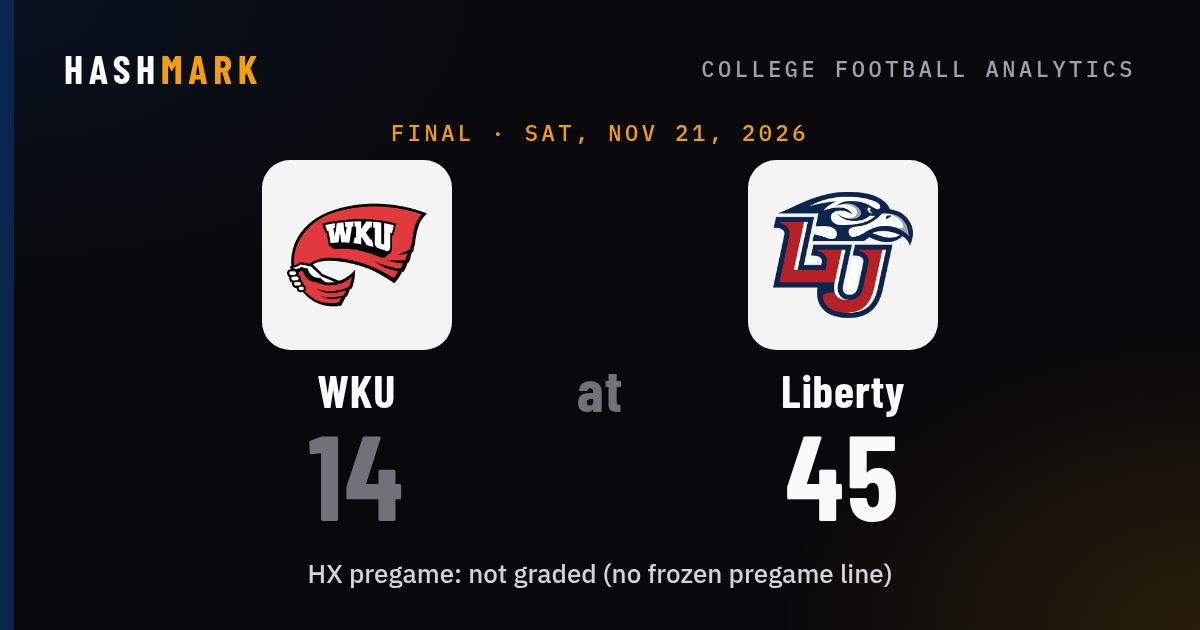 HASHMARK
COLLEGE FOOTBALL ANALYTICS
FINAL · SAT, NOV 21, 2026
WKU
LU
WKU
at
Liberty
14
45
HX pregame: not graded (no frozen pregame line)